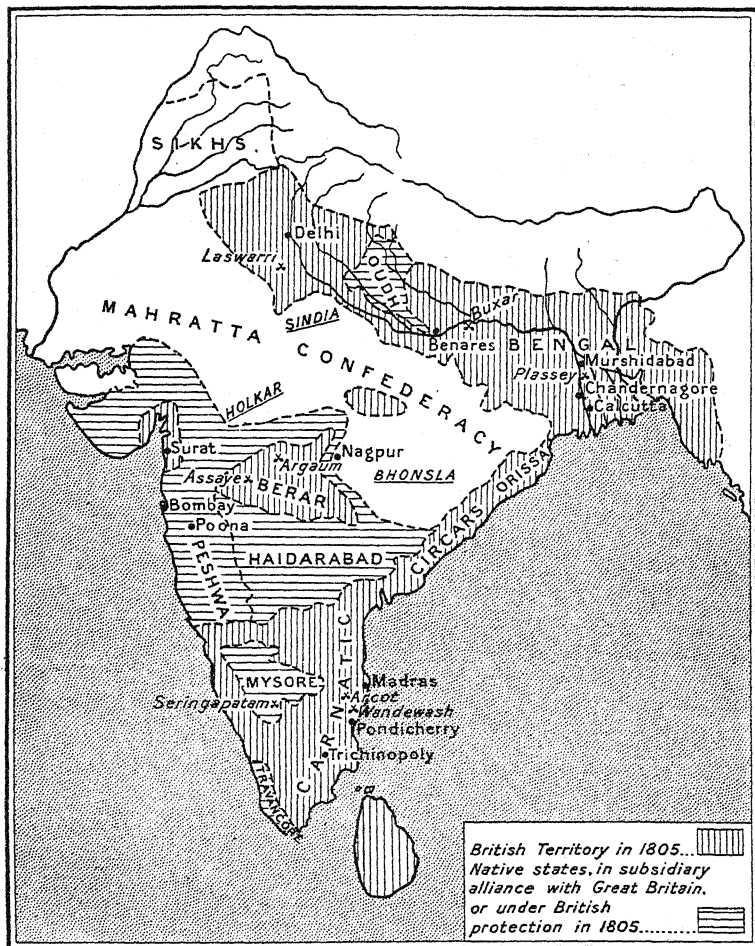 SIKHS.
Delhi
Laswarri
OUDH
MAHRATTA CONFEDERACY
SINDIA
Buxar
Benares
BENGAL
Murshidabad
Plassey
Chandernagore
Calcutta
HOLKAR
Surat
Argaum
Nagpur
BHONSLA
Assaye
BERAR
ORISSA
Bombay
Poona
CIRCARS
HAIDARABAD
PESHWA
MYSORE
Madras
Arcot
Seringapatam
Wandewash
Pondicherry
CARNATIC
Trichinopoly
TRAVANCORE
British Territory in 1805....
Native states, in subsidiary
alliance with Great Britain,
or under British
protection in 1805..........